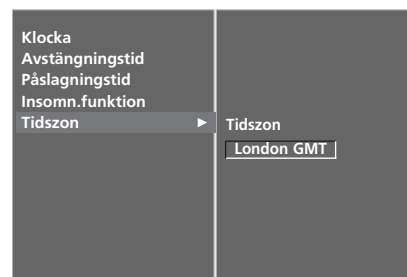 Klocka
Avstängningstid
Påslagningstid
Insomn.funktion
Tidszon ►
Tidszon
London GMT